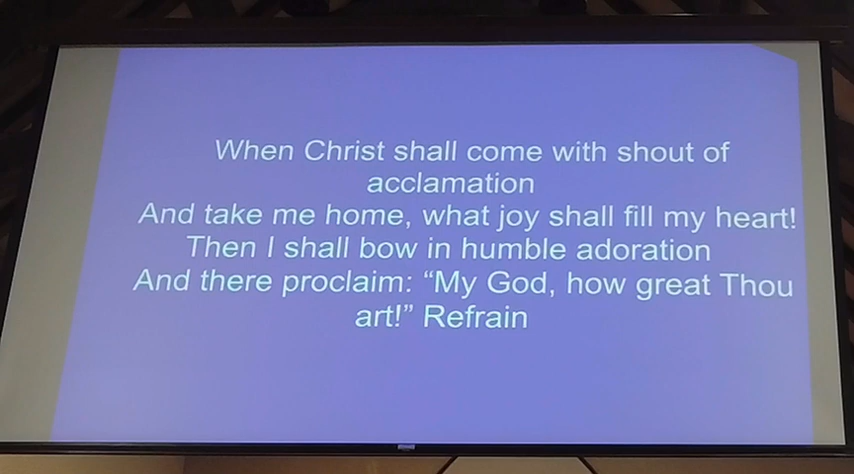 When Christ shall come with shout of
acclamation
And take me home, what joy shall fill my heart!
Then I shall bow in humble adoration
And there proclaim: “My God, how great Thou
art!” Refrain